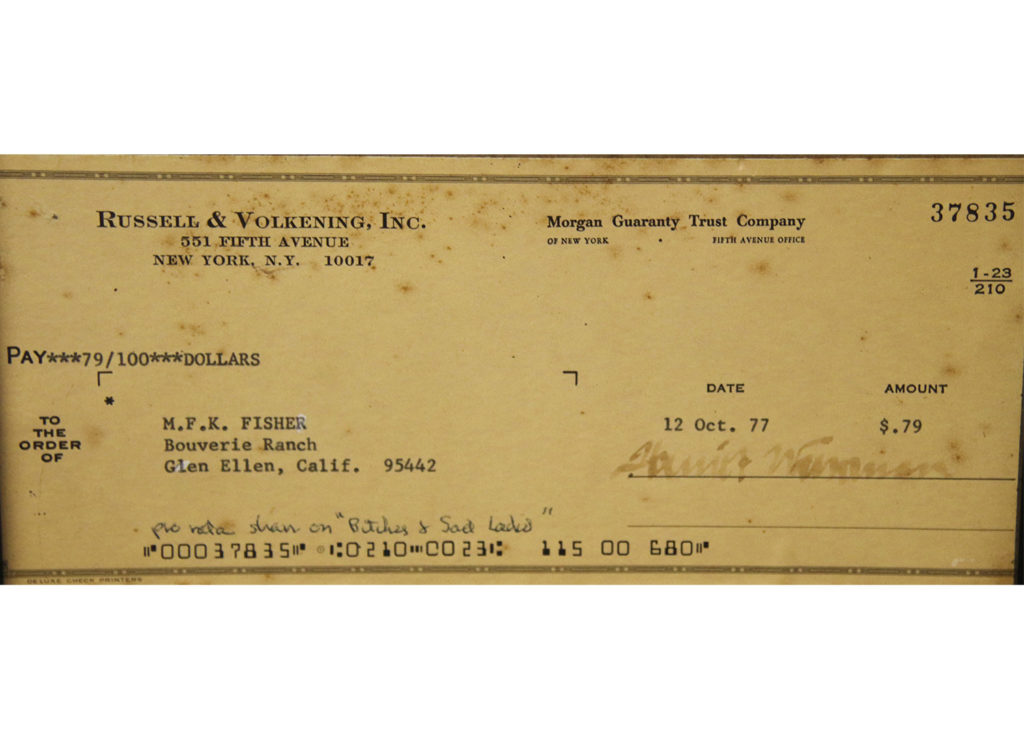 RUSSELL & VOLKENING, INC.
551 FIFTH AVENUE
NEW YORK, N.Y. 10017
Morgan Guaranty Trust Company
OF NEW YORK • FIFTH AVENUE OFFICE
37835
1-23
210
PAY***79/100***DOLLARS
DATE AMOUNT
*
TO
THE
ORDER
OF
M.F.K. FISHER
Bouverie Ranch
Glen Ellen, Calif. 95442
12 Oct. 77 $.79
pro rata share on "Bitches & Sad Ladies"
⑈00037835⑈ ⑆0210⑉0023⑆ 115 00 680⑈
DELUXE CHECK PRINTERS